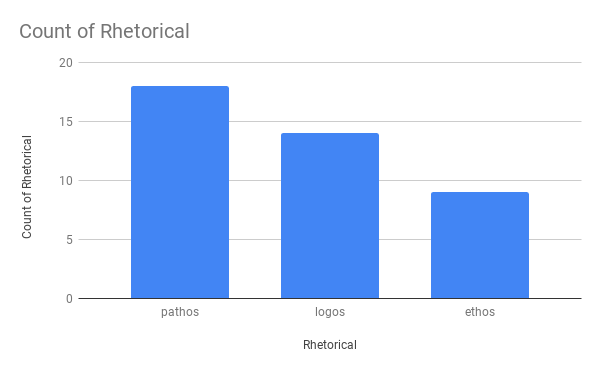 Count of Rhetorical
20
15
10
5
0
Count of Rhetorical
pathos logos ethos
Rhetorical